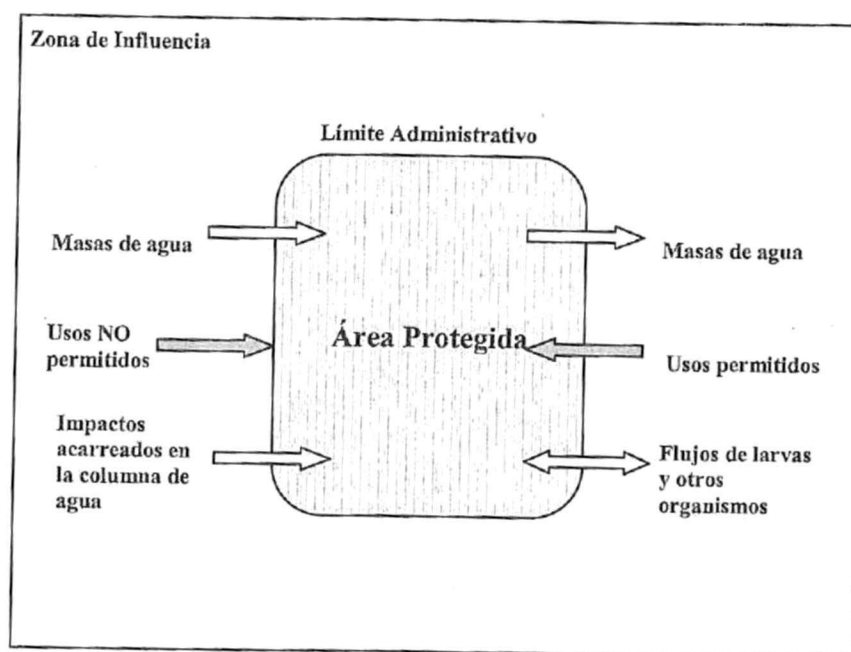 Zona de Influencia
Límite Administrativo
Masas de agua
Masas de agua
Usos NO
permitidos
Área Protegida
Usos permitidos
Impactos
acarreados en
la columna de
agua
Flujos de larvas
y otros
organismos